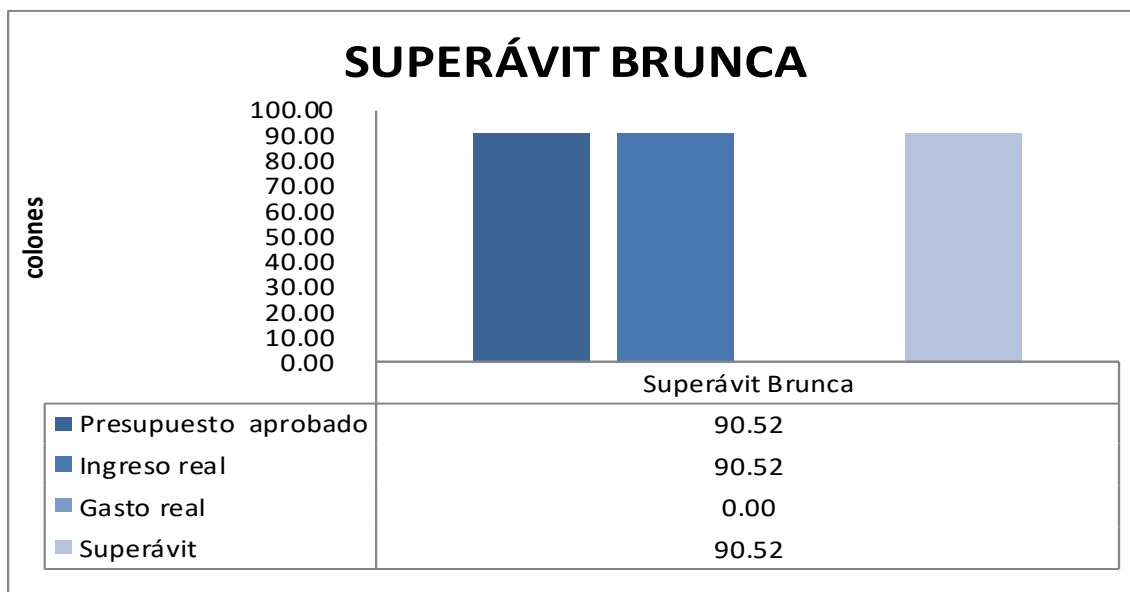 SUPERÁVIT BRUNCA
colones
100.00
90.00
80.00
70.00
60.00
50.00
40.00
30.00
20.00
10.00
0.00
Superávit Brunca
Presupuesto aprobado 90.52
Ingreso real 90.52
Gasto real 0.00
Superávit 90.52